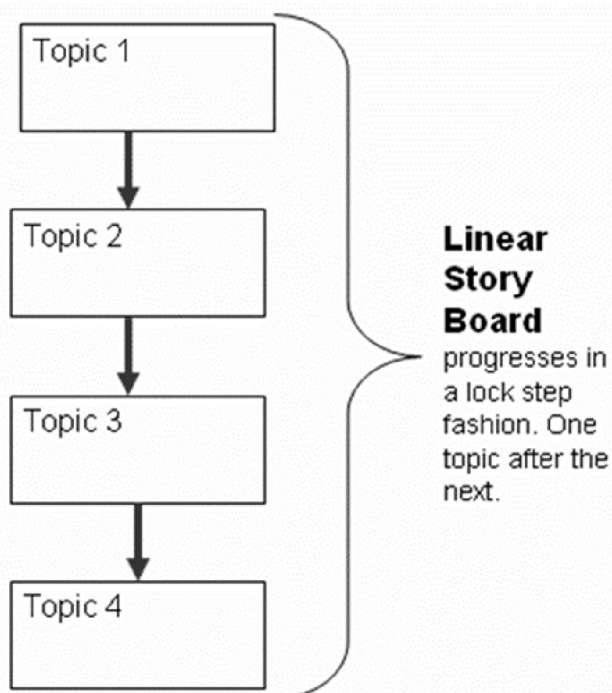 Topic 1
Topic 2
Topic 3
Topic 4
Linear
Story
Board
progresses in
a lock step
fashion. One
topic after the
next.